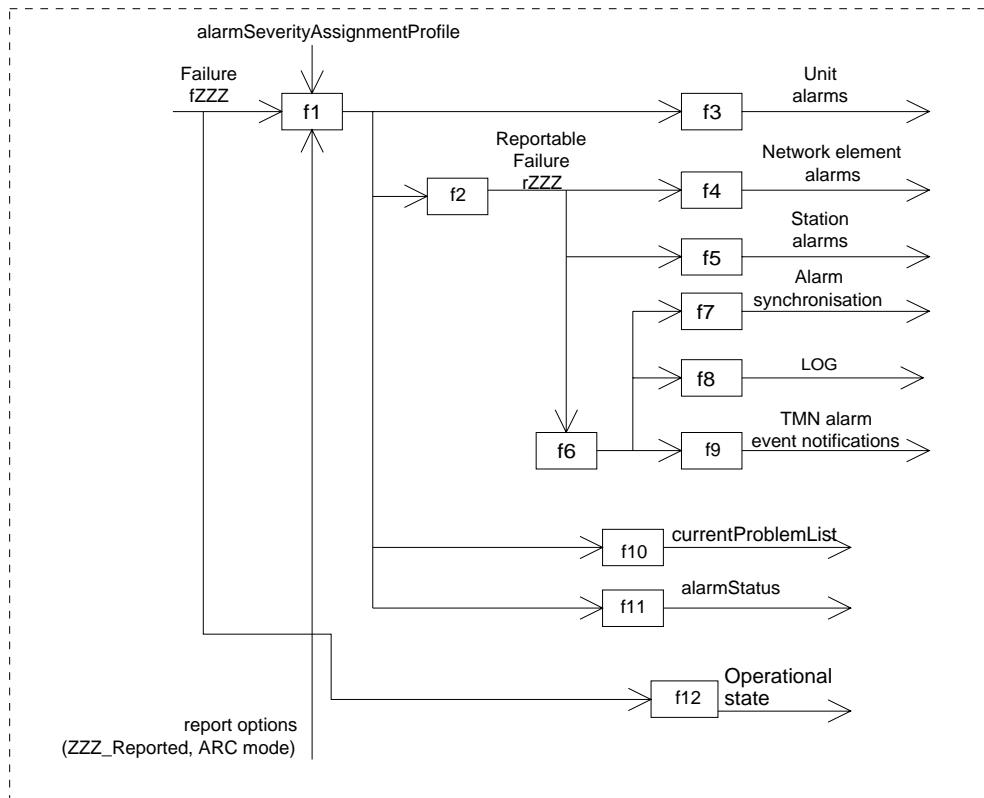 alarmSeverityAssignmentProfile
Failure
fZZZ
f1
f3
Unit
alarms
Reportable
Failure
rZZZ
f2
f4
Network element
alarms
f5
Station
alarms
f7
Alarm
synchronisation
f8
LOG
f6
f9
TMN alarm
event notifications
f10
currentProblemList
f11
alarmStatus
f12
Operational
state
report options
(ZZZ_Reported, ARC mode)